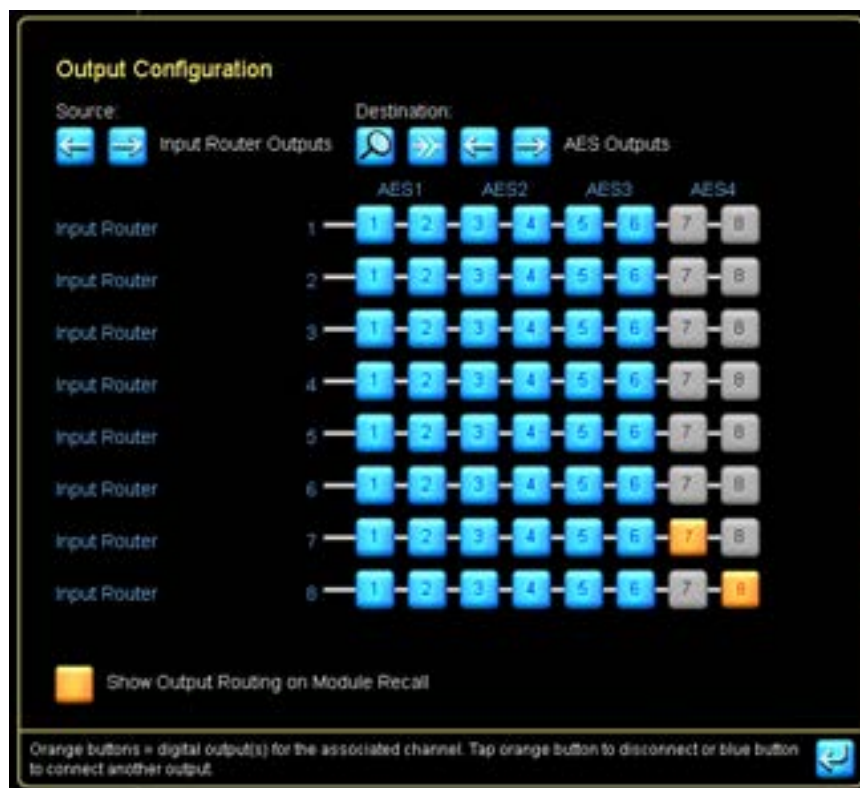 Output Configuration
Source: Destination:
Input Router Outputs AES Outputs
AES1 AES2 AES3 AES4
Input Router 1 1 2 3 4 5 6 7 8
Input Router 2 1 2 3 4 5 6 7 8
Input Router 3 1 2 3 4 5 6 7 8
Input Router 4 1 2 3 4 5 6 7 8
Input Router 5 1 2 3 4 5 6 7 8
Input Router 6 1 2 3 4 5 6 7 8
Input Router 7 1 2 3 4 5 6 7 8
Input Router 8 1 2 3 4 5 6 7 8
Show Output Routing on Module Recall
Orange buttons = digital output(s) for the associated channel. Tap orange button to disconnect or blue button
to connect another output.